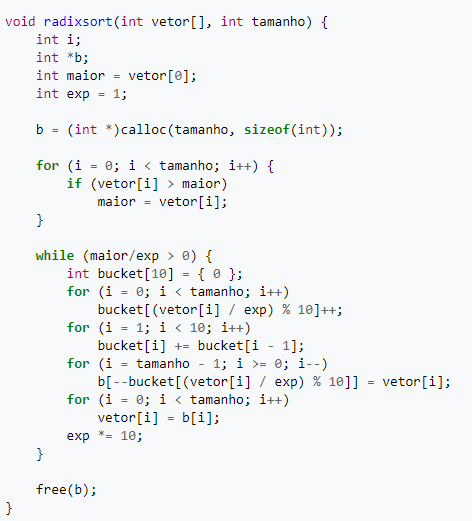 void radixsort(int vetor[], int tamanho) {
    int i;
    int *b;
    int maior = vetor[0];
    int exp = 1;

    b = (int *)calloc(tamanho, sizeof(int));

    for (i = 0; i < tamanho; i++) {
        if (vetor[i] > maior)
            maior = vetor[i];
    }

    while (maior/exp > 0) {
        int bucket[10] = { 0 };
        for (i = 0; i < tamanho; i++)
            bucket[(vetor[i] / exp) % 10]++;
        for (i = 1; i < 10; i++)
            bucket[i] += bucket[i - 1];
        for (i = tamanho - 1; i >= 0; i--)
            b[--bucket[(vetor[i] / exp) % 10]] = vetor[i];
        for (i = 0; i < tamanho; i++)
            vetor[i] = b[i];
        exp *= 10;
    }

    free(b);
}